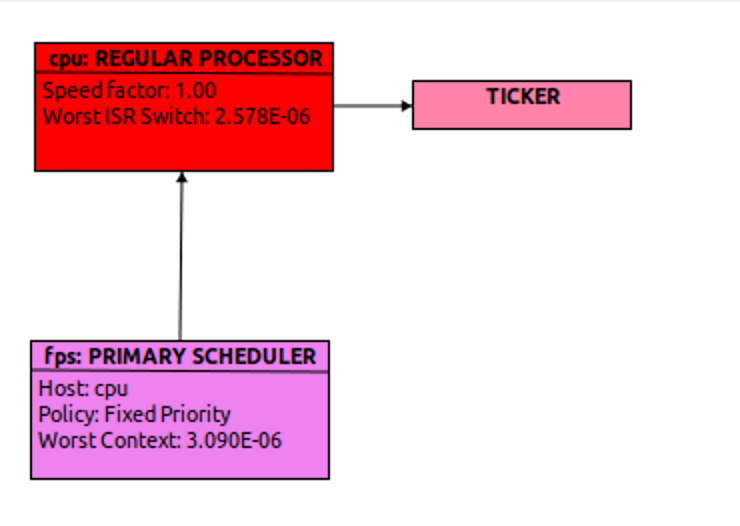 cpu: REGULAR PROCESSOR
Speed factor: 1.00
Worst ISR Switch: 2.578E-06
TICKER
fps: PRIMARY SCHEDULER
Host: cpu
Policy: Fixed Priority
Worst Context: 3.090E-06